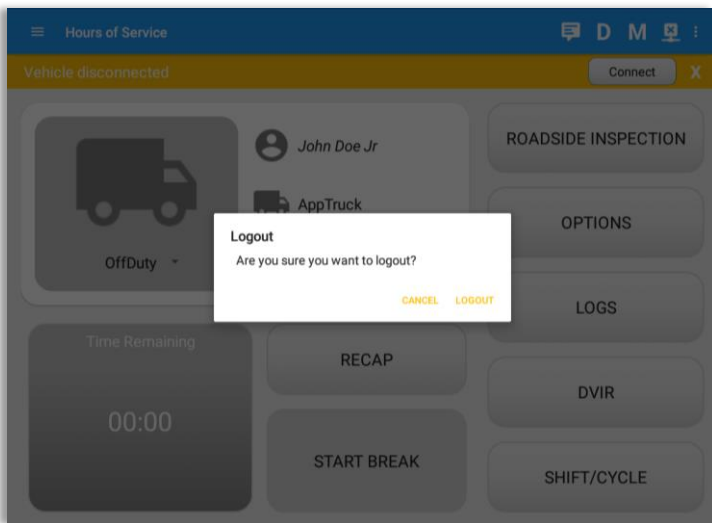 Hours of Service
D M
Vehicle disconnected
Connect X
John Doe Jr
AppTruck
OffDuty
ROADSIDE INSPECTION
OPTIONS
LOGS
DVIR
SHIFT/CYCLE
Logout
Are you sure you want to logout?
CANCEL LOGOUT
Time Remaining
00:00
RECAP
START BREAK